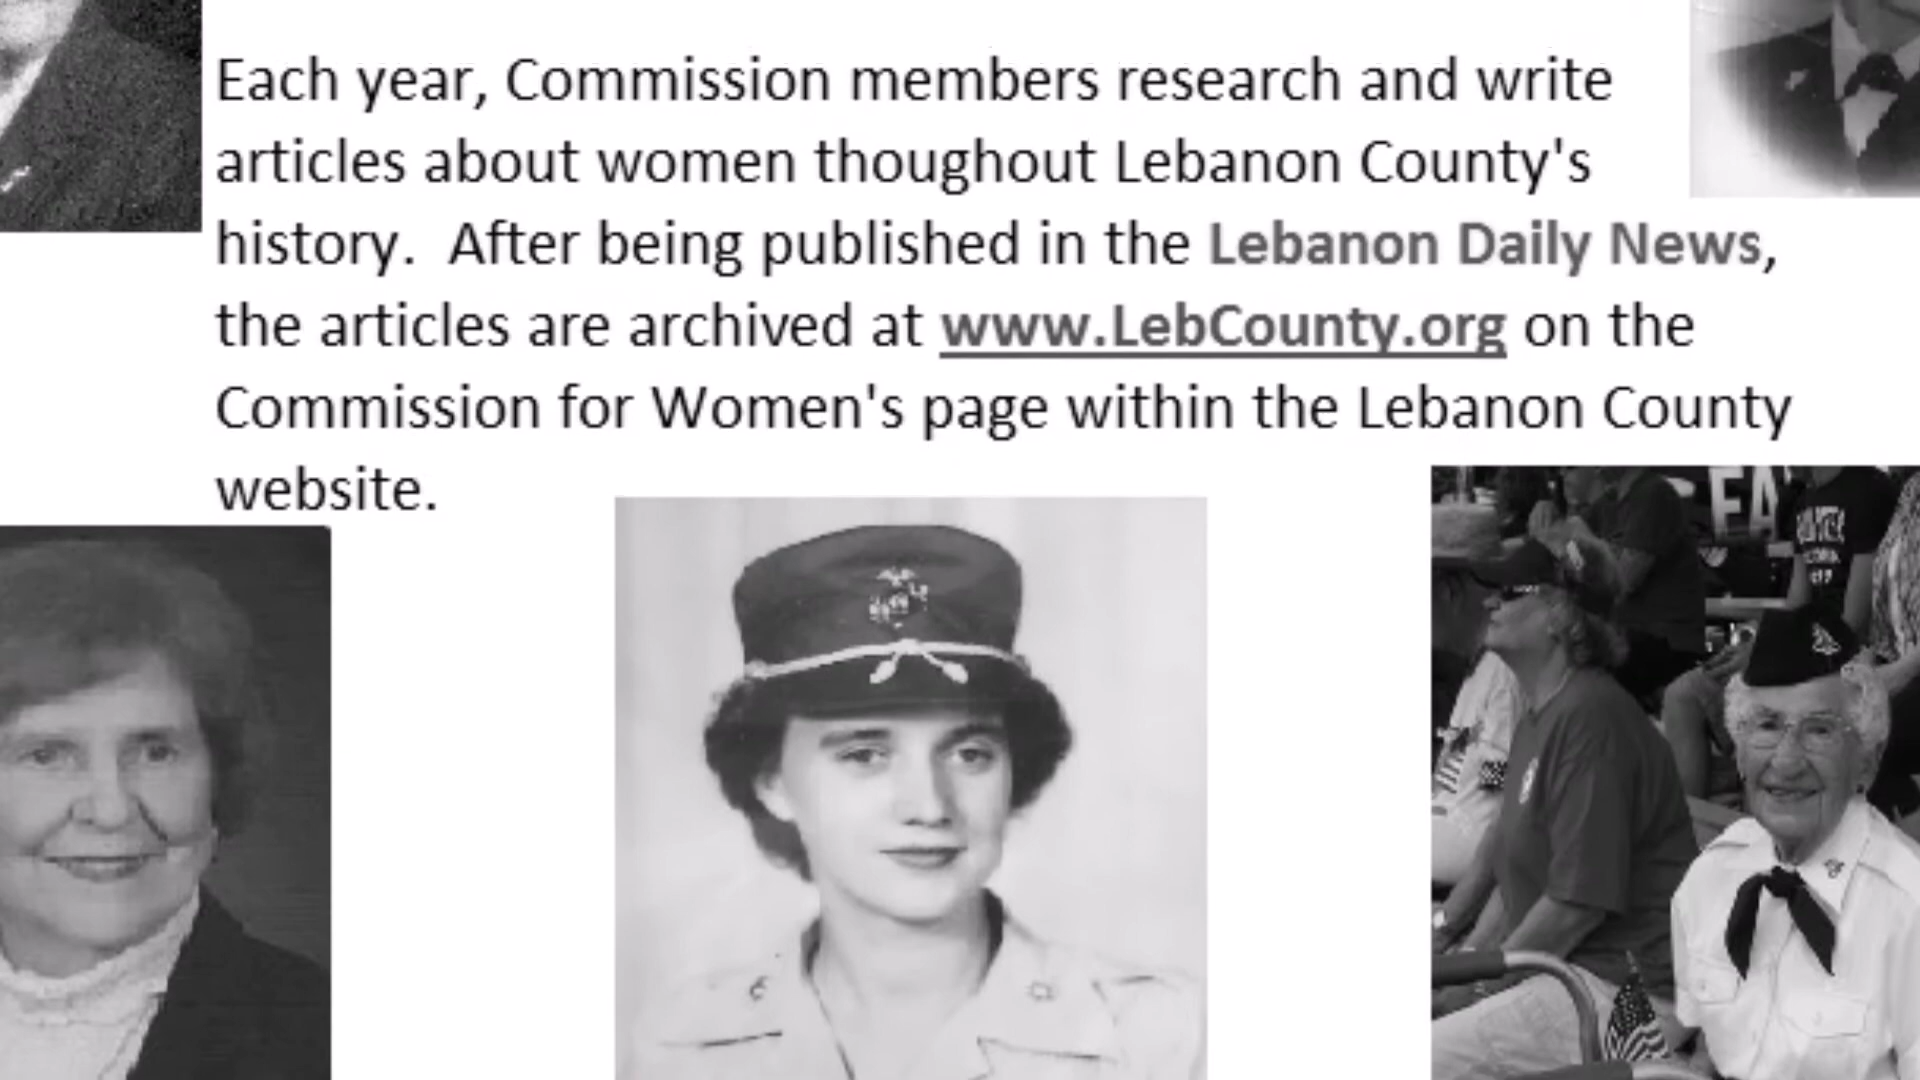 Each year, Commission members research and write
articles about women thoughout Lebanon County's
history.  After being published in the Lebanon Daily News,
the articles are archived at www.LebCounty.org on the
Commission for Women's page within the Lebanon County
website.